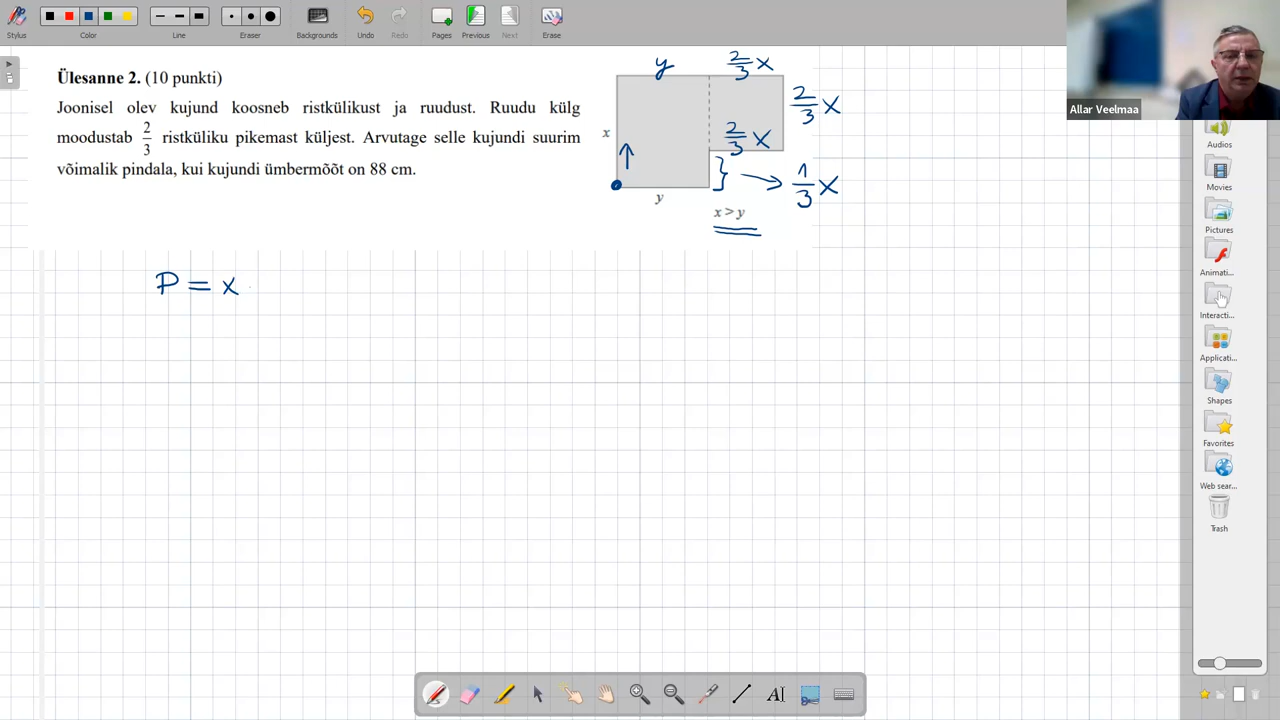 Stylus
Color
Line
Eraser
Backgrounds
Undo
Redo
Pages
Previous
Next
Erase
Ülesanne 2. (10 punkti)
Joonisel olev kujund koosneb ristkülikust ja ruudust. Ruudu külg
moodustab 2/3 ristküliku pikemast küljest. Arvutage selle kujundi suurim
võimalik pindala, kui kujundi ümbermõõt on 88 cm.
y 2/3 x
2/3 x
x 2/3 x
1/3 x
y
x > y
P = x
Allar Veelmaa
Audios
Movies
Pictures
Animati...
Interacti...
Applicat...
Shapes
Favorites
Web sear...
Trash
AI